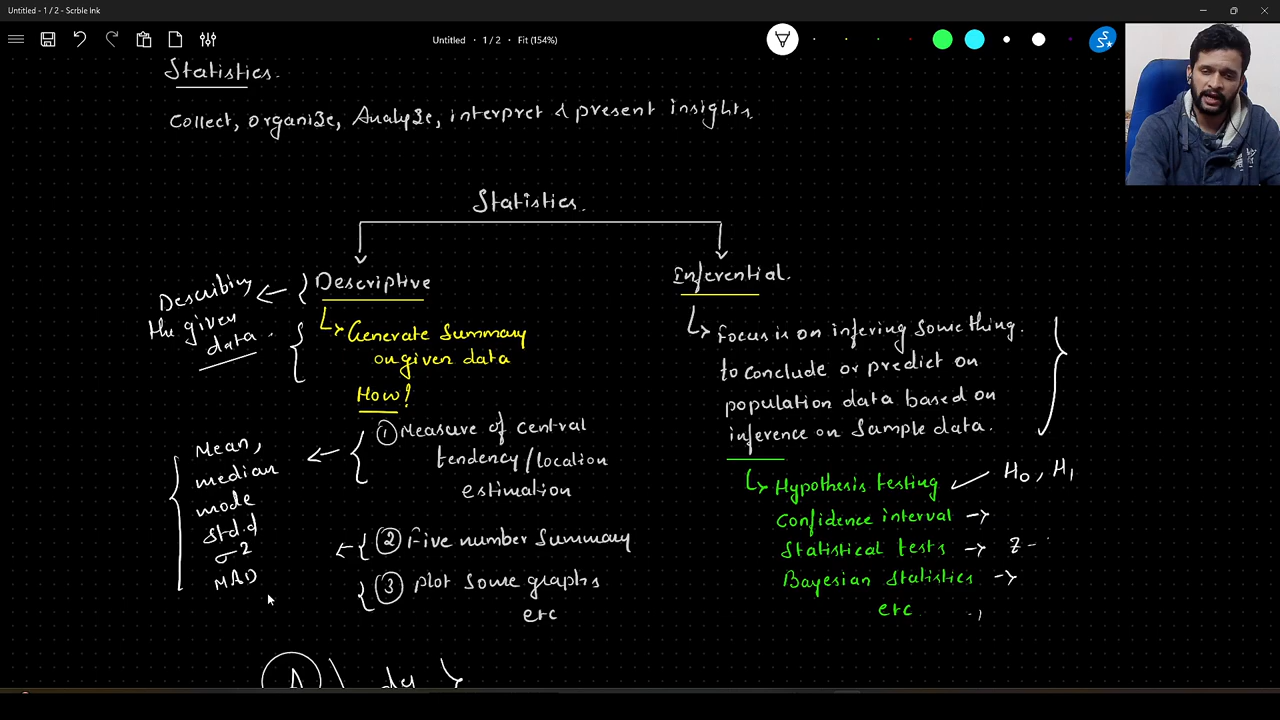 Untitled - 1 / 2 - Scrble Ink
Untitled • 1 / 2 • Fit (154%)
Statistics.
Collect, organize, Analyze, interpret & present insights.
Statistics.
Descriptive
Describing
the given
data.
Generate Summary
on given data
How?
① Measure of central
tendency/location
estimation
Mean,
median
mode
std.d
σ²
MAD
② Five number Summary
③ plot some graphs
etc
Inferential.
Focus is on infering something.
to conclude or predict on
population data based on
inference on sample data.
Hypothesis testing
H₀, H₁
Confidence interval
Statistical tests → Z -
Bayesian Statistics
etc